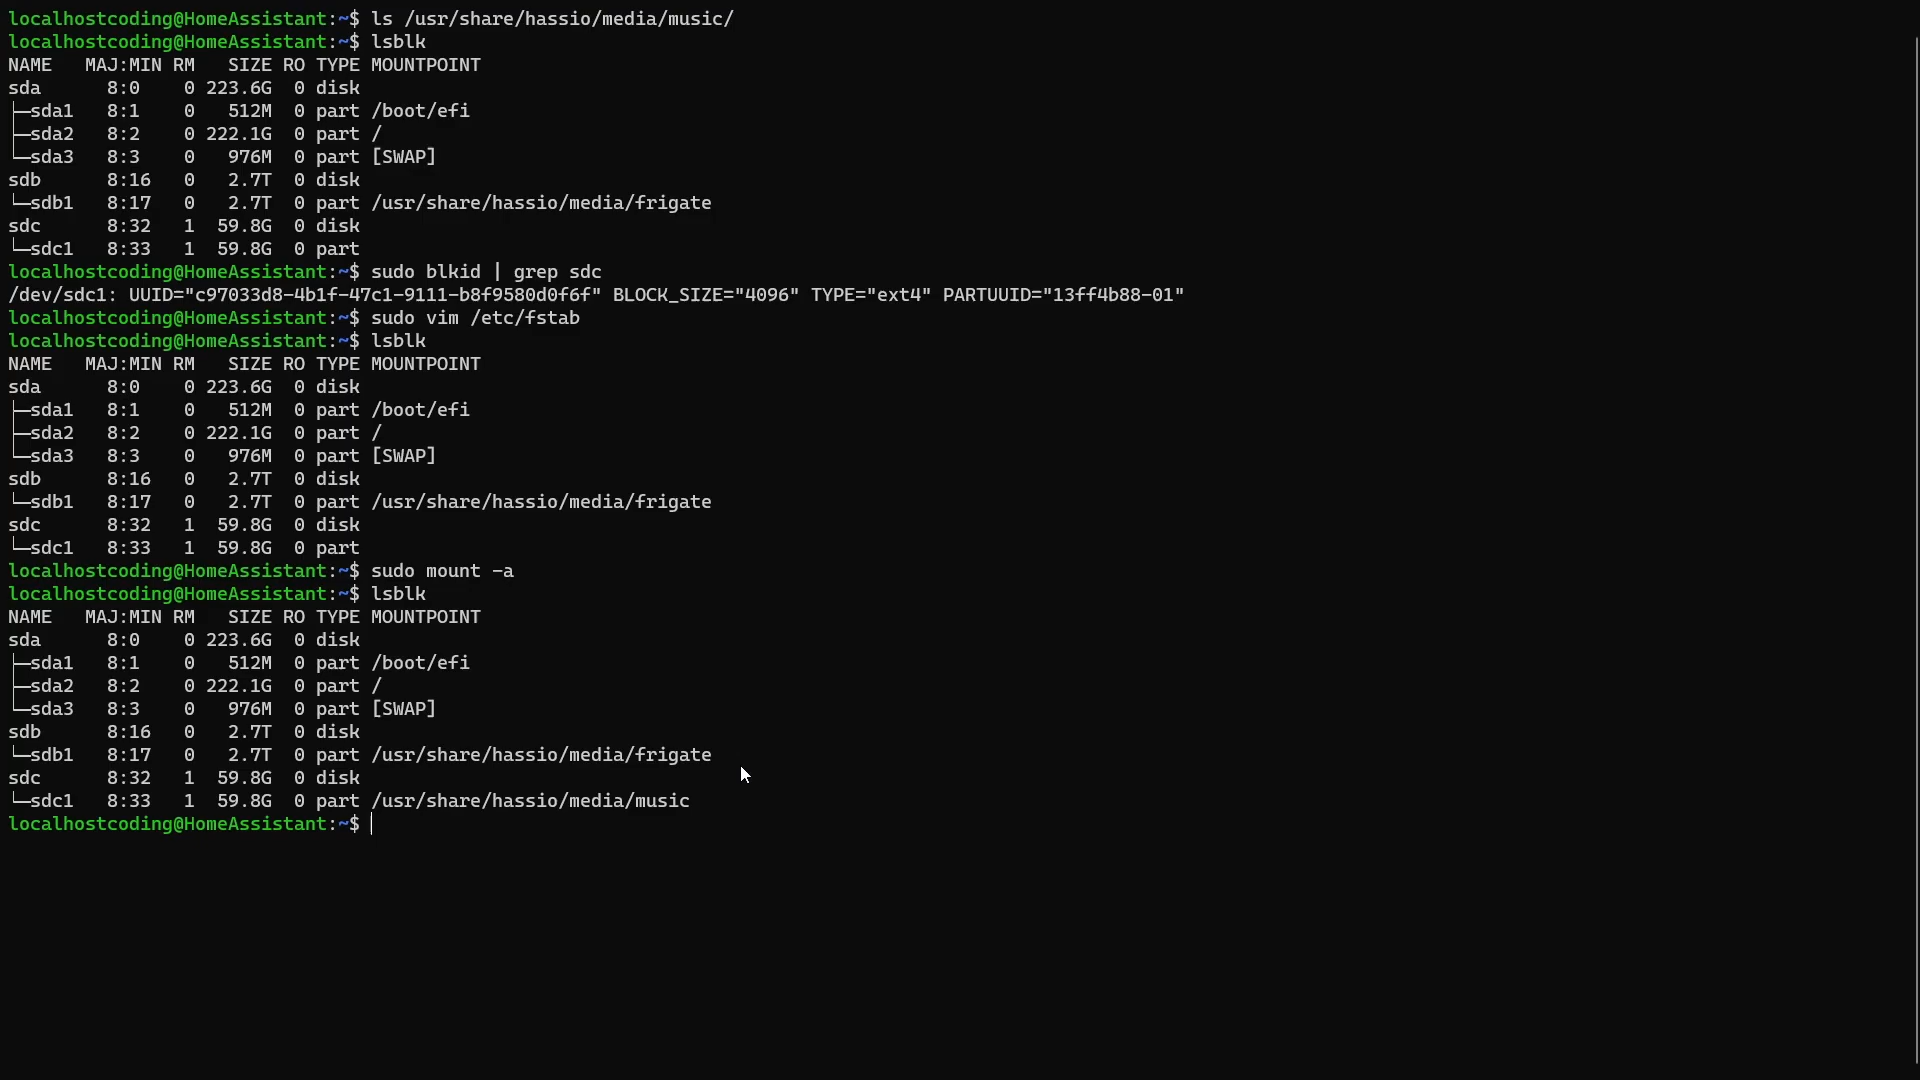 localhostcoding@HomeAssistant:~$ ls /usr/share/hassio/media/music/
localhostcoding@HomeAssistant:~$ lsblk
NAME   MAJ:MIN RM   SIZE RO TYPE MOUNTPOINT
sda      8:0    0 223.6G  0 disk
├─sda1   8:1    0   512M  0 part /boot/efi
├─sda2   8:2    0 222.1G  0 part /
└─sda3   8:3    0   976M  0 part [SWAP]
sdb      8:16   0   2.7T  0 disk
└─sdb1   8:17   0   2.7T  0 part /usr/share/hassio/media/frigate
sdc      8:32   1  59.8G  0 disk
└─sdc1   8:33   1  59.8G  0 part
localhostcoding@HomeAssistant:~$ sudo blkid | grep sdc
/dev/sdc1: UUID="c97033d8-4b1f-47c1-9111-b8f9580d0f6f" BLOCK_SIZE="4096" TYPE="ext4" PARTUUID="13ff4b88-01"
localhostcoding@HomeAssistant:~$ sudo vim /etc/fstab
localhostcoding@HomeAssistant:~$ lsblk
NAME   MAJ:MIN RM   SIZE RO TYPE MOUNTPOINT
sda      8:0    0 223.6G  0 disk
├─sda1   8:1    0   512M  0 part /boot/efi
├─sda2   8:2    0 222.1G  0 part /
└─sda3   8:3    0   976M  0 part [SWAP]
sdb      8:16   0   2.7T  0 disk
└─sdb1   8:17   0   2.7T  0 part /usr/share/hassio/media/frigate
sdc      8:32   1  59.8G  0 disk
└─sdc1   8:33   1  59.8G  0 part
localhostcoding@HomeAssistant:~$ sudo mount -a
localhostcoding@HomeAssistant:~$ lsblk
NAME   MAJ:MIN RM   SIZE RO TYPE MOUNTPOINT
sda      8:0    0 223.6G  0 disk
├─sda1   8:1    0   512M  0 part /boot/efi
├─sda2   8:2    0 222.1G  0 part /
└─sda3   8:3    0   976M  0 part [SWAP]
sdb      8:16   0   2.7T  0 disk
└─sdb1   8:17   0   2.7T  0 part /usr/share/hassio/media/frigate
sdc      8:32   1  59.8G  0 disk
└─sdc1   8:33   1  59.8G  0 part /usr/share/hassio/media/music
localhostcoding@HomeAssistant:~$